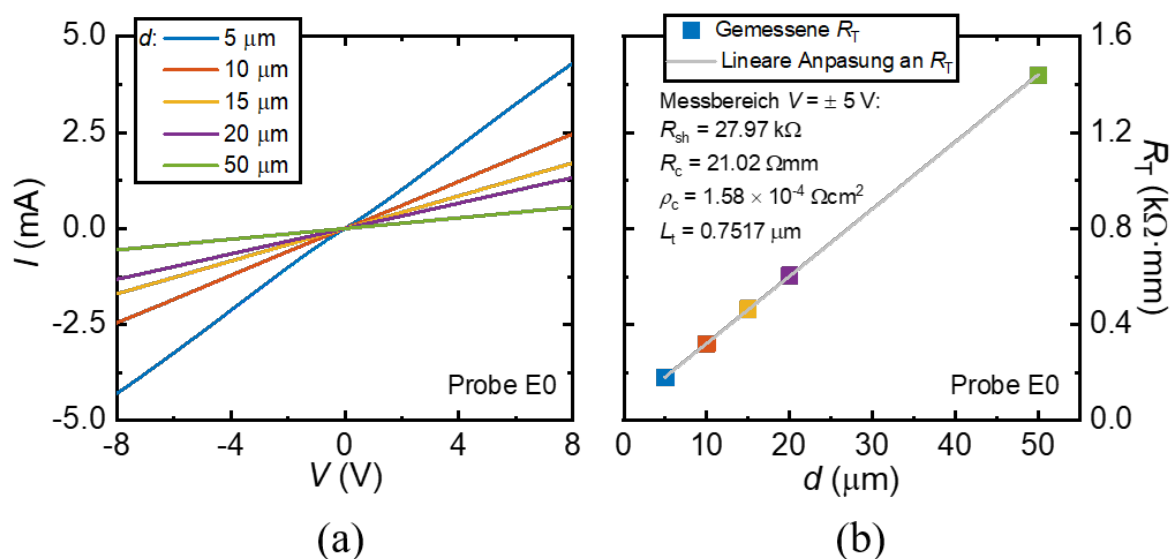 5.0
2.5
0.0
-2.5
-5.0
I (mA)
d:
5 μm
10 μm
15 μm
20 μm
50 μm
Probe E0
-8
-4
0
4
8
V (V)
(a)
Gemessene R_T
Lineare Anpasung an R_T
Messbereich V = ± 5 V:
R_sh = 27.97 kΩ
R_c = 21.02 Ωmm
ρ_c = 1.58 × 10⁻⁴ Ωcm²
L_t = 0.7517 μm
Probe E0
1.6
1.2
0.8
0.4
0.0
R_T (kΩ·mm)
0
10
20
30
40
50
d (μm)
(b)